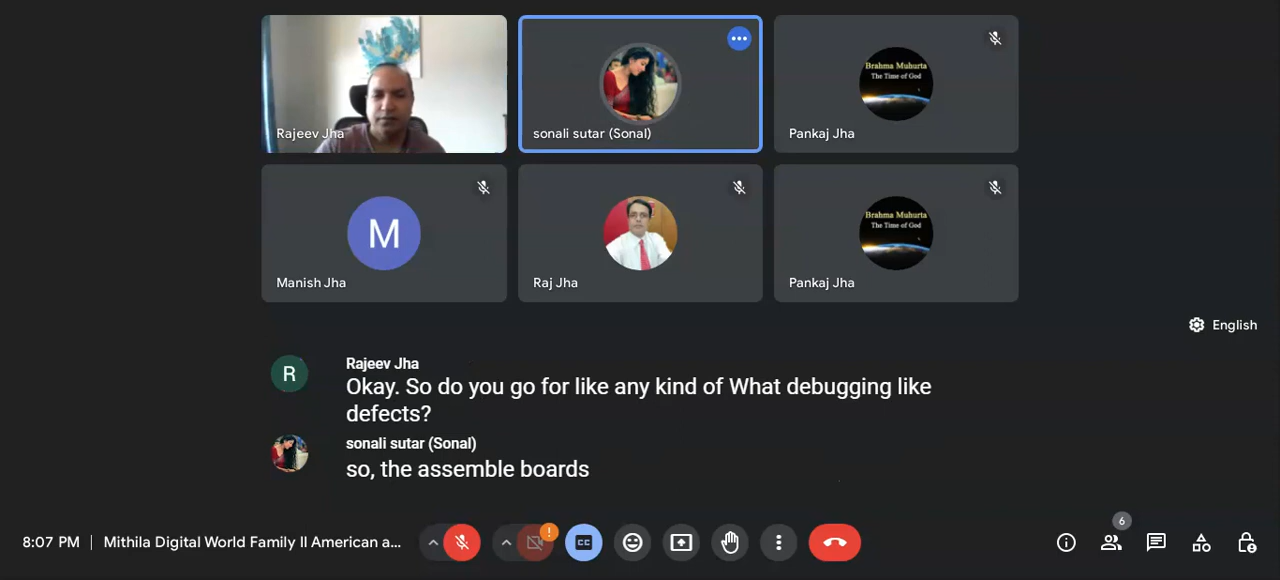 Rajeev Jha
sonali sutar (Sonal)
Brahma Muhurta
The Time of God
Pankaj Jha
M
Manish Jha
Raj Jha
Brahma Muhurta
The Time of God
Pankaj Jha
English
R
Rajeev Jha
Okay. So do you go for like any kind of What debugging like
defects?
sonali sutar (Sonal)
so, the assemble boards
8:07 PM | Mithila Digital World Family II American a...
!
CC
6